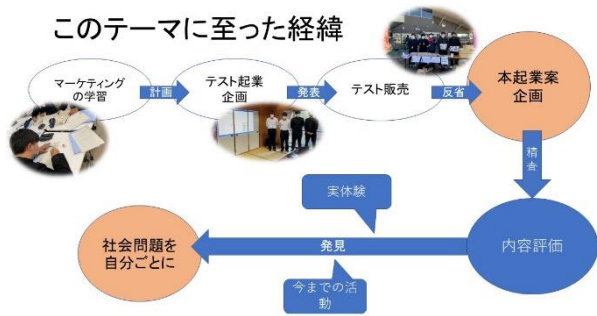 このテーマに至った経緯
マーケティング
の学習
計画
テスト起業
企画
発表
テスト販売
反省
本起業案
企画
精査
内容評価
実体験
発見
今までの活
動
社会問題を
自分ごとに